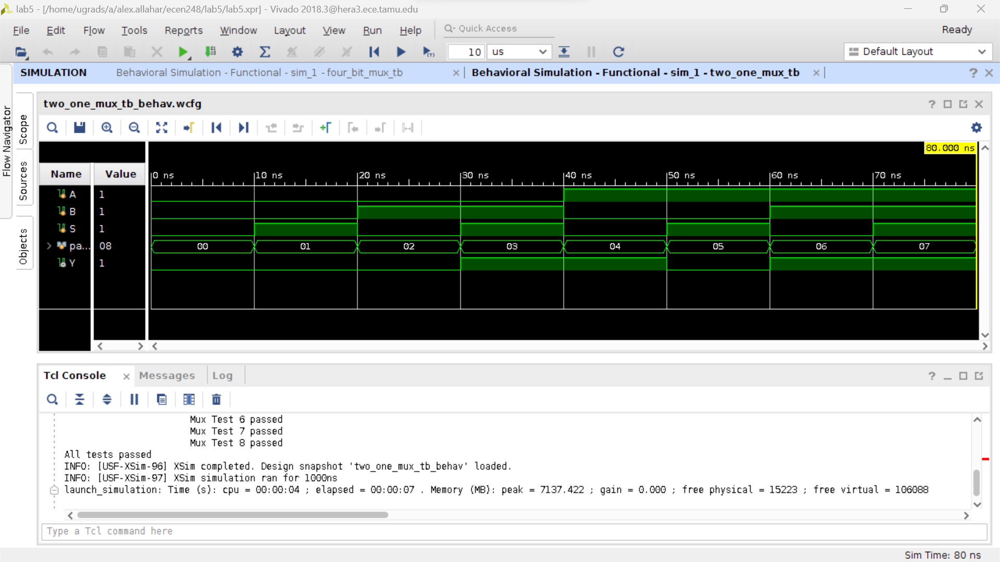 lab5 - [/home/ugrads/a/alex.allahar/ecen248/lab5/lab5.xpr] - Vivado 2018.3@hera3.ece.tamu.edu
File Edit Flow Tools Reports Window Layout View Run Help Quick Access Ready
10 us Default Layout
SIMULATION Behavioral Simulation - Functional - sim_1 - four_bit_mux_tb Behavioral Simulation - Functional - sim_1 - two_one_mux_tb
Flow Navigator
Scope
Sources
Objects
two_one_mux_tb_behav.wcfg
80.000 ns
Name Value 0 ns 10 ns 20 ns 30 ns 40 ns 50 ns 60 ns 70 ns
A 1
B 1
S 1
pa... 08 00 01 02 03 04 05 06 07
Y 1
Tcl Console Messages Log
Mux Test 6 passed
Mux Test 7 passed
Mux Test 8 passed
All tests passed
INFO: [USF-XSim-96] XSim completed. Design snapshot 'two_one_mux_tb_behav' loaded.
INFO: [USF-XSim-97] XSim simulation ran for 1000ns
launch_simulation: Time (s): cpu = 00:00:04 ; elapsed = 00:00:07 . Memory (MB): peak = 7137.422 ; gain = 0.000 ; free physical = 15223 ; free virtual = 106088
Type a Tcl command here
Sim Time: 80 ns